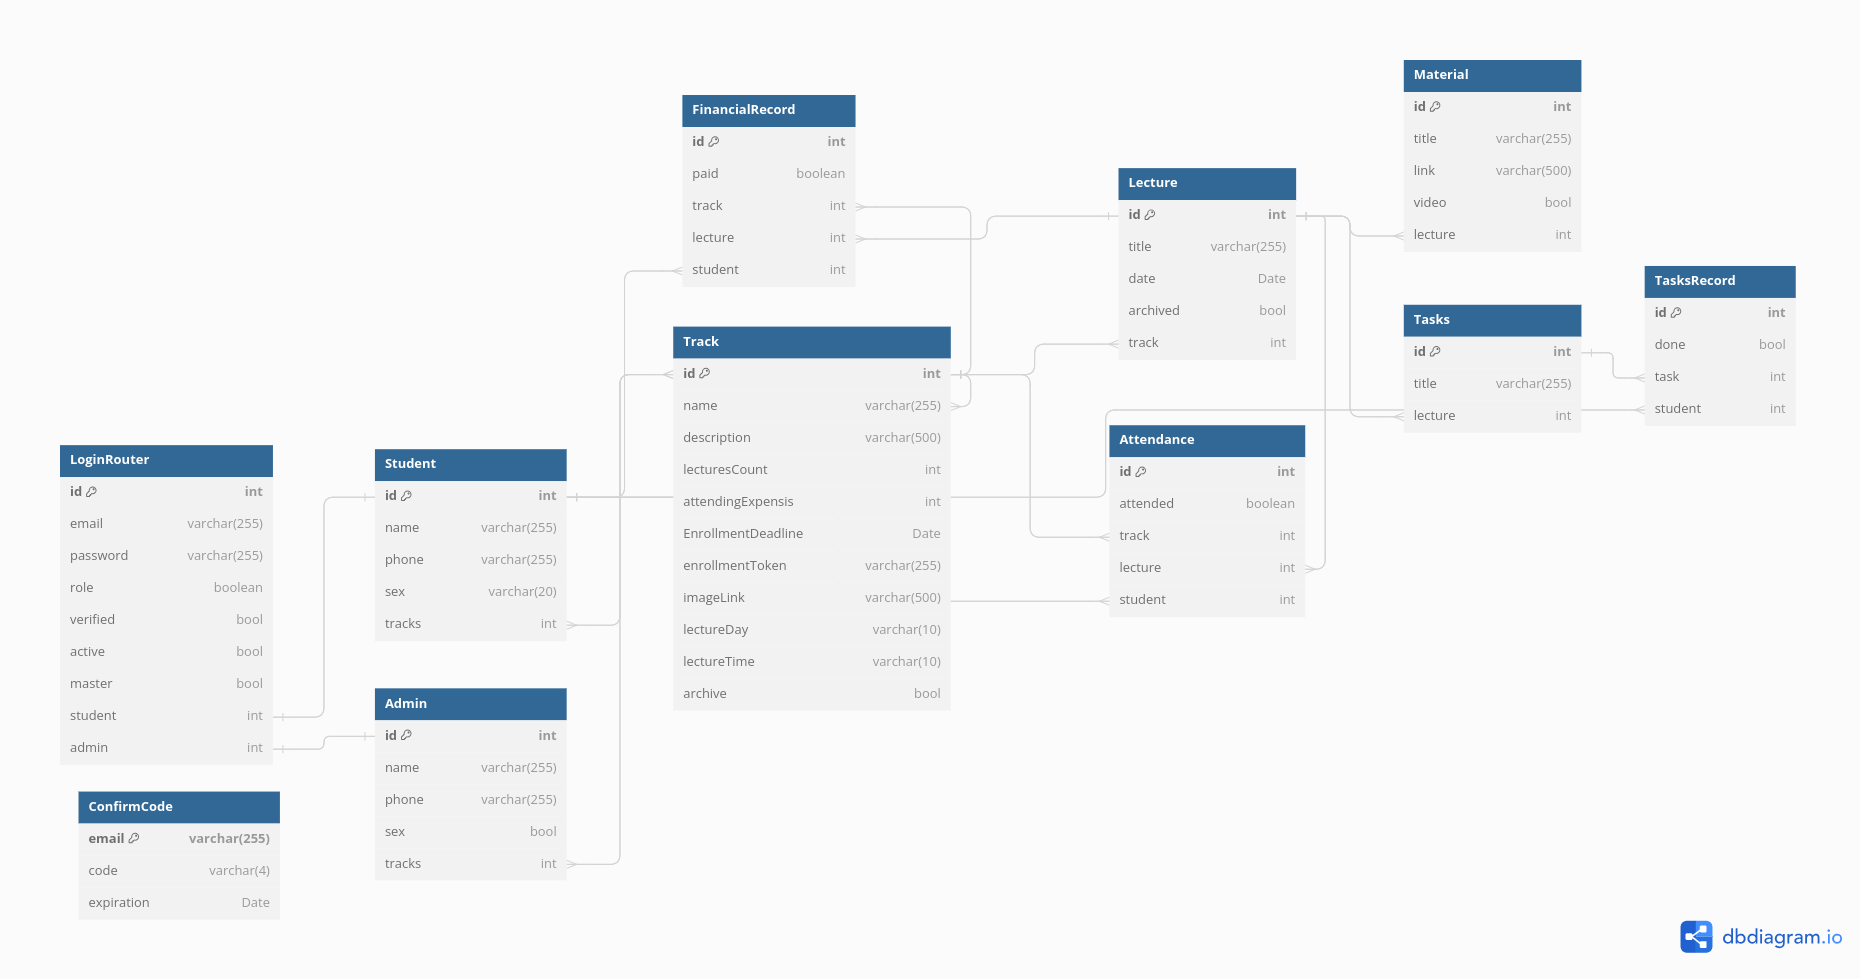 FinancialRecord
id int
paid boolean
track int
lecture int
student int
Track
id int
name varchar(255)
description varchar(500)
lecturesCount int
attendingExpensis int
EnrollmentDeadline Date
enrollmentToken varchar(255)
imageLink varchar(500)
lectureDay varchar(10)
lectureTime varchar(10)
archive bool
Lecture
id int
title varchar(255)
date Date
archived bool
track int
Material
id int
title varchar(255)
link varchar(500)
video bool
lecture int
Tasks
id int
title varchar(255)
lecture int
TasksRecord
id int
done bool
task int
student int
Attendance
id int
attended boolean
track int
lecture int
student int
LoginRouter
id int
email varchar(255)
password varchar(255)
role boolean
verified bool
active bool
master bool
student int
admin int
Student
id int
name varchar(255)
phone varchar(255)
sex varchar(20)
tracks int
Admin
id int
name varchar(255)
phone varchar(255)
sex bool
tracks int
ConfirmCode
email varchar(255)
code varchar(4)
expiration Date
dbdiagram.io